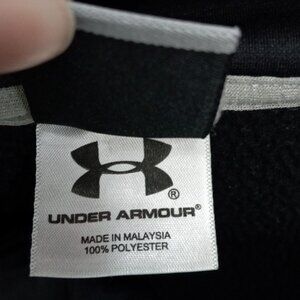 ®
UNDER ARMOUR®
MADE IN MALAYSIA
100% POLYESTER